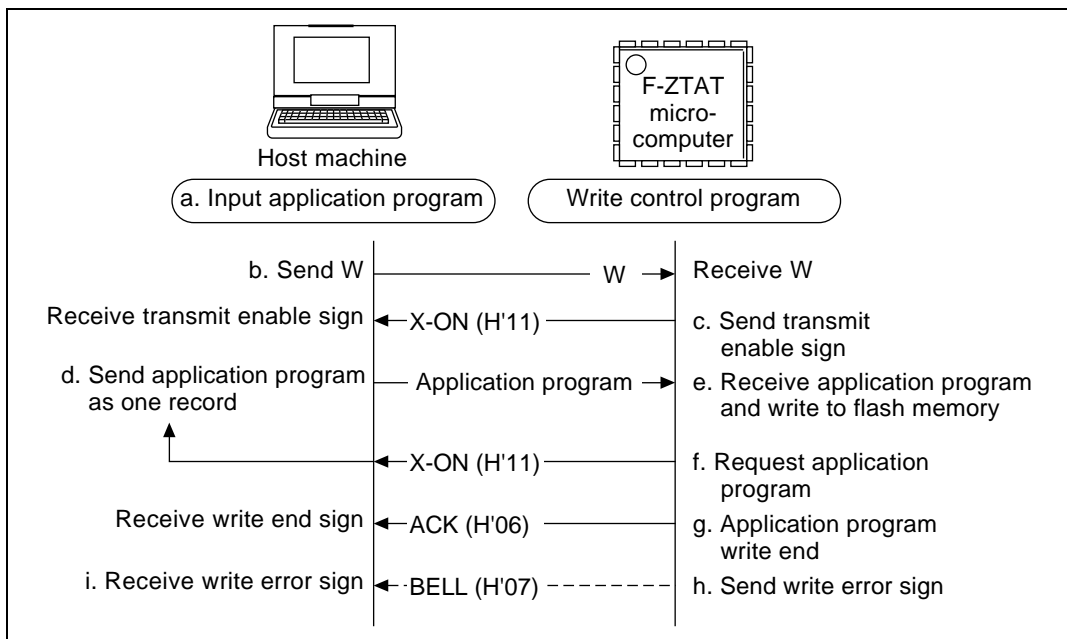 F-ZTAT
micro-
computer
Host machine
a. Input application program
Write control program
b. Send W
W
Receive W
Receive transmit enable sign
X-ON (H'11)
c. Send transmit
enable sign
d. Send application program
as one record
Application program
e. Receive application program
and write to flash memory
X-ON (H'11)
f. Request application
program
Receive write end sign
ACK (H'06)
g. Application program
write end
i. Receive write error sign
BELL (H'07)
h. Send write error sign